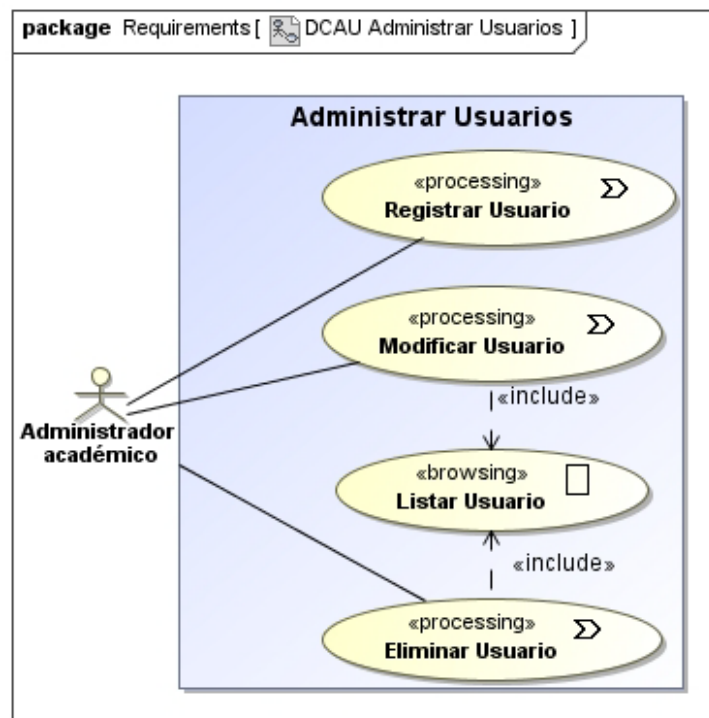 package Requirements [ DCAU Administrar Usuarios ]
Administrar Usuarios
«processing»
Registrar Usuario
«processing»
Modificar Usuario
«include»
Administrador
académico
«browsing»
Listar Usuario
«include»
«processing»
Eliminar Usuario